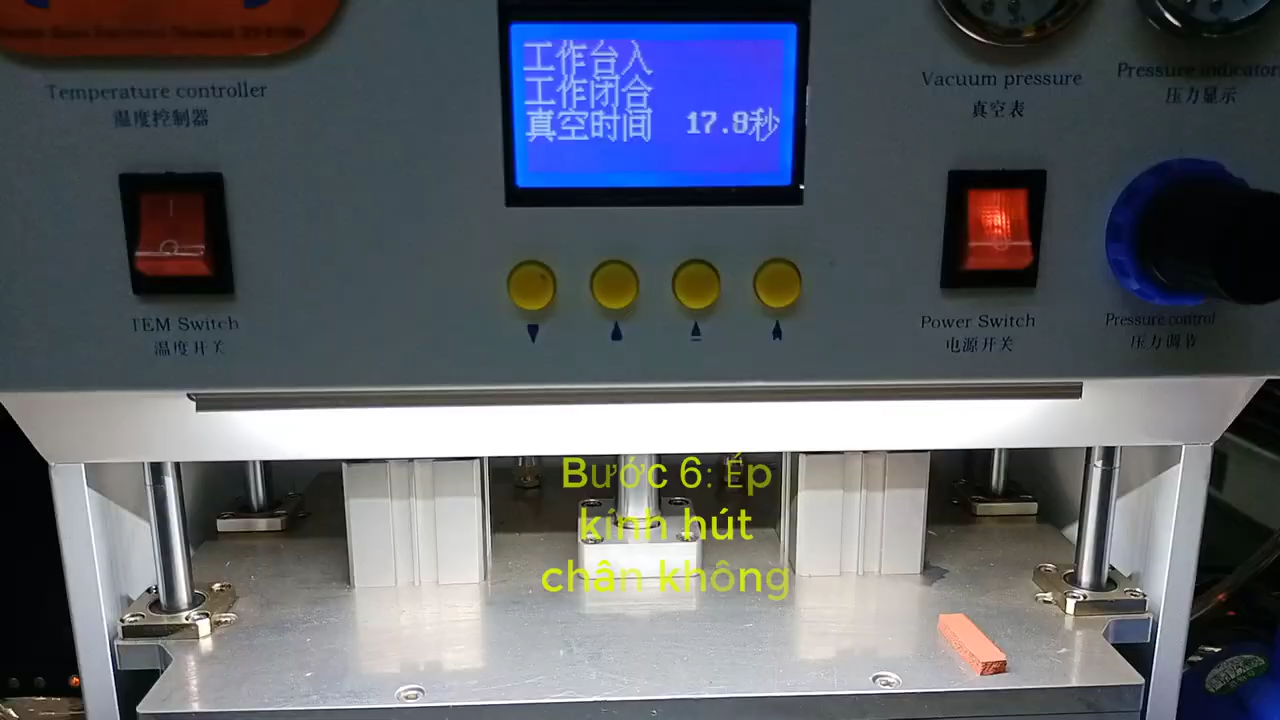 工作台入
工作闭合
真空时间 17.8秒
Temperature controller
温度控制器
Vacuum pressure
真空表
Pressure indicator
压力显示
TEM Switch
温度开关
Power Switch
电源开关
Pressure control
压力调节
Bước 6: Ép
kính hút
chân không